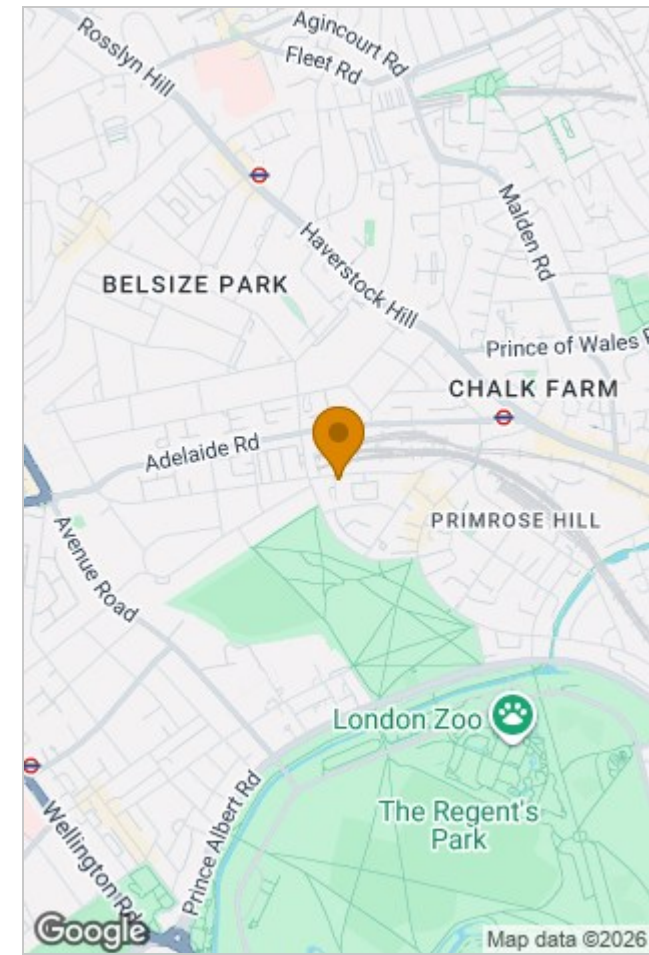 Rosslyn Hill
Agincourt Rd
Fleet Rd
Malden Rd
Haverstock Hill
BELSIZE PARK
Prince of Wales
CHALK FARM
Adelaide Rd
PRIMROSE HILL
Avenue Road
London Zoo
The Regent's
Park
Prince Albert Rd
Wellington Rd
Google
Map data ©2026